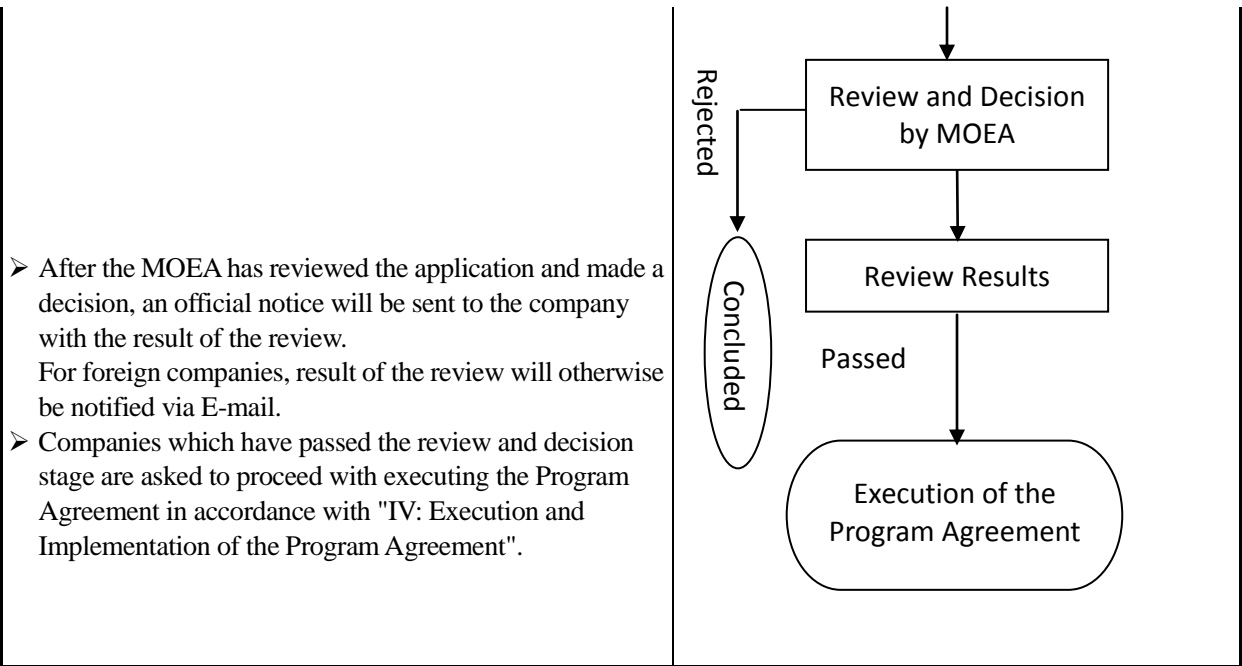 ➢ After the MOEA has reviewed the application and made a
decision, an official notice will be sent to the company
with the result of the review.
For foreign companies, result of the review will otherwise
be notified via E-mail.
➢ Companies which have passed the review and decision
stage are asked to proceed with executing the Program
Agreement in accordance with "IV: Execution and
Implementation of the Program Agreement".
Rejected
Review and Decision
by MOEA
Concluded
Review Results
Passed
Execution of the
Program Agreement